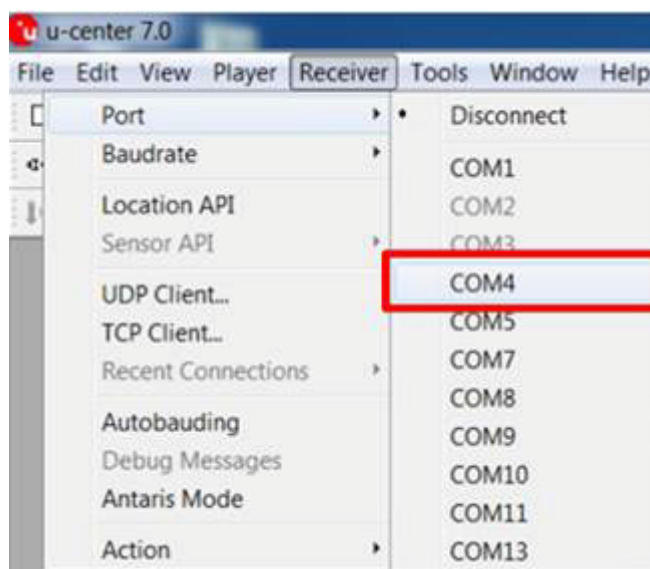 u-center 7.0
File Edit View Player Receiver Tools Window Help
Port
Baudrate
Location API
Sensor API
UDP Client...
TCP Client...
Recent Connections
Autobauding
Debug Messages
Antaris Mode
Action
Disconnect
COM1
COM2
COM3
COM4
COM5
COM7
COM8
COM9
COM10
COM11
COM13